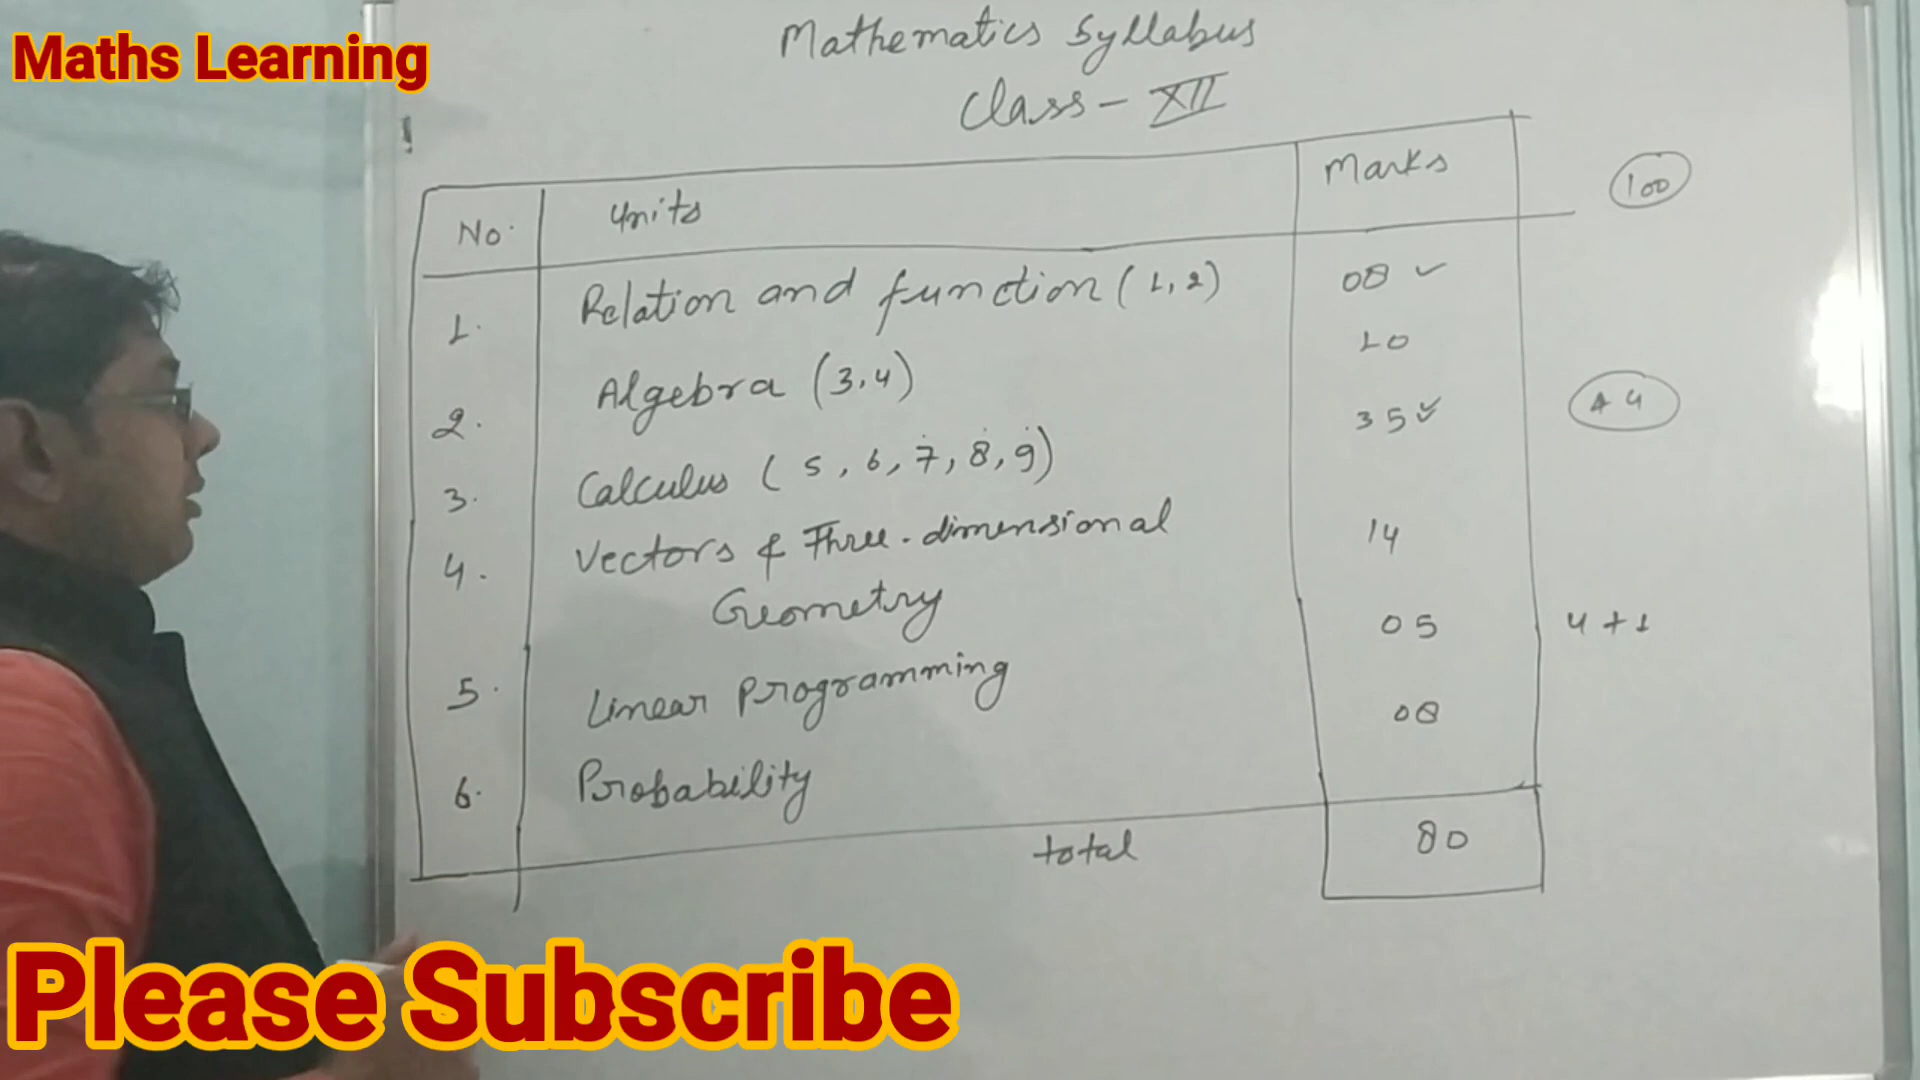 Maths Learning
Mathematics Syllabus
Class - XII
No. Units Marks
100
1. Relation and function (1,2) 08 ✓
2. Algebra (3,4) 10
3. Calculus (5, 6, 7, 8, 9) 35 ✓
4. Vectors & Three-dimensional 14
Geometry
5. Linear Programming 05 4+1
6. Probability 08
total 80
Please Subscribe